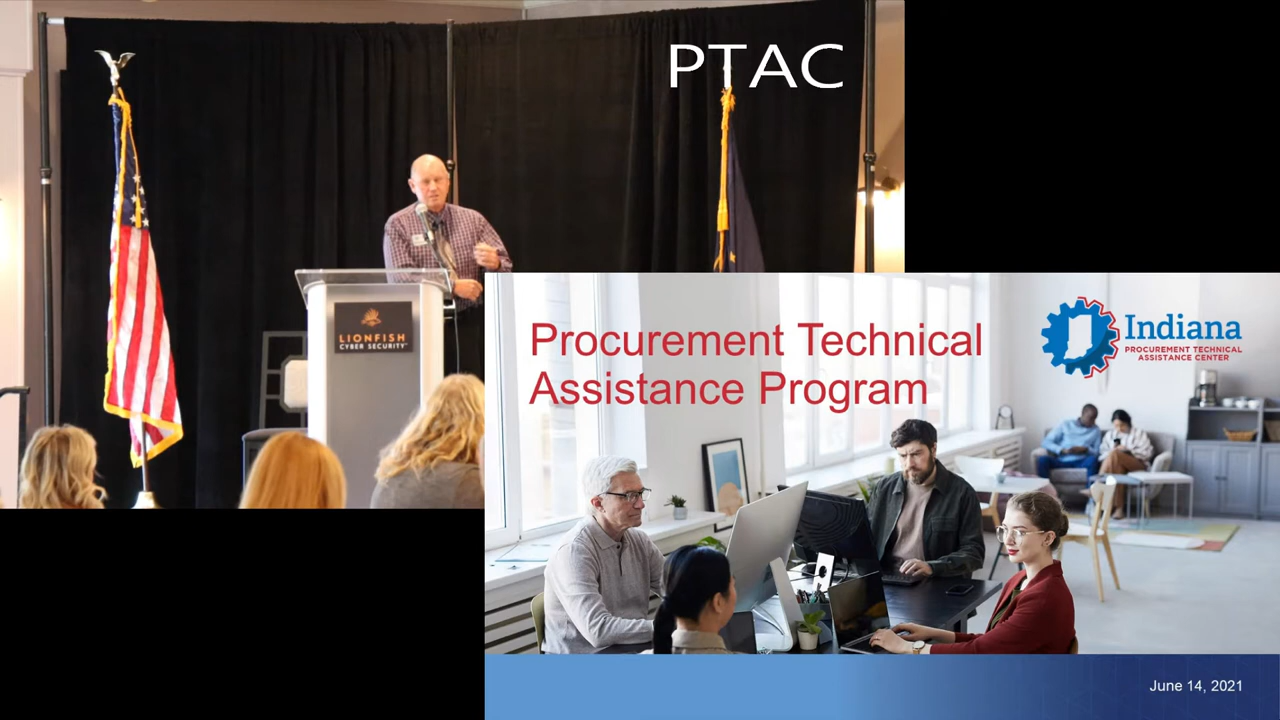 PTAC
LIONFISH
CYBER SECURITY
Procurement Technical
Assistance Program
Indiana
PROCUREMENT TECHNICAL
ASSISTANCE CENTER
June 14, 2021